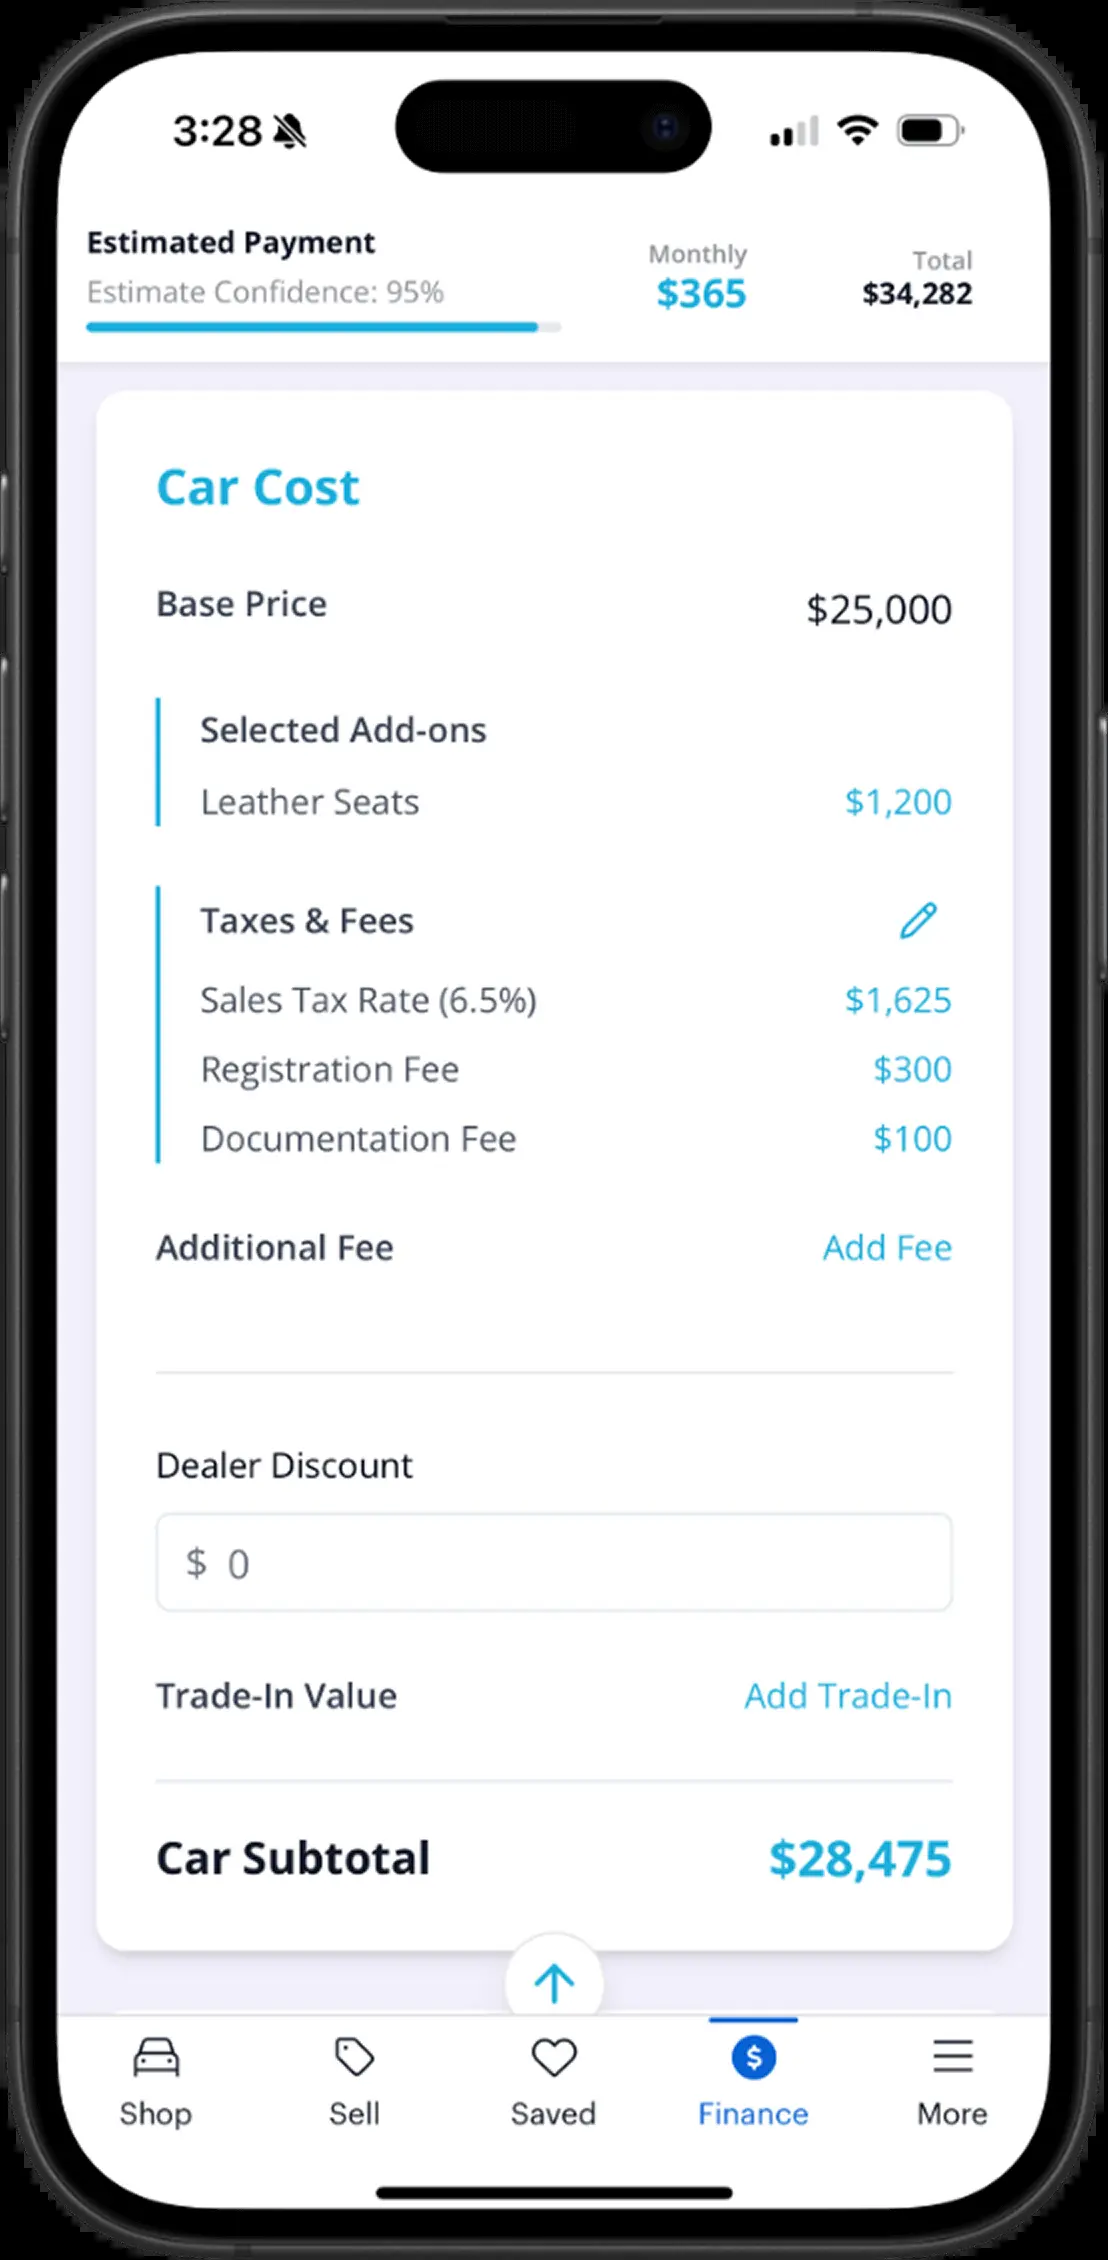 3:28
Estimated Payment
Estimate Confidence: 95%
Monthly
$365
Total
$34,282
Car Cost
Base Price $25,000
Selected Add-ons
Leather Seats $1,200
Taxes & Fees
Sales Tax Rate (6.5%) $1,625
Registration Fee $300
Documentation Fee $100
Additional Fee Add Fee
Dealer Discount
$ 0
Trade-In Value Add Trade-In
Car Subtotal $28,475
$
Shop Sell Saved Finance More